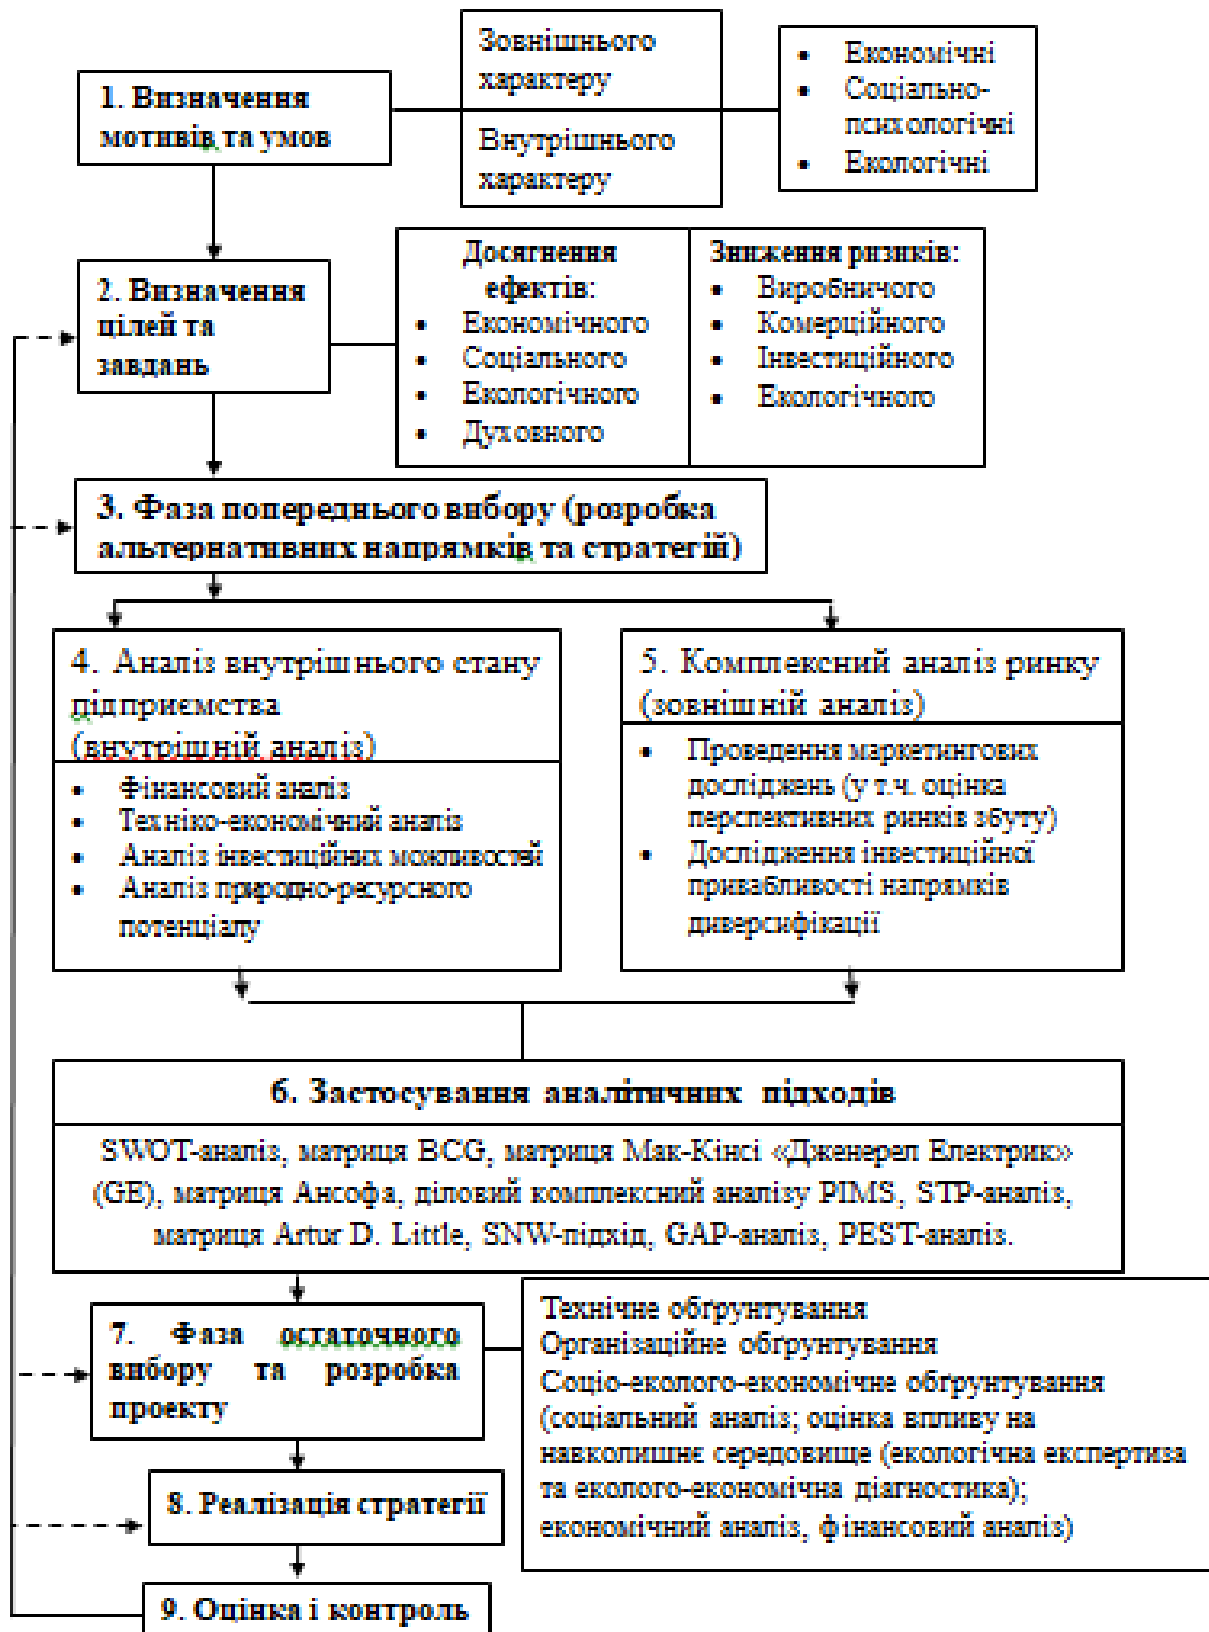 1. Визначення
мотивів та умов
Зовнішнього
характеру
Внутрішнього
характеру
• Економічні
• Соціально-
психологічні
• Екологічні
2. Визначення
цілей та
завдань
Досягнення
ефектів:
• Економічного
• Соціального
• Екологічного
• Духовного
Зниження ризиків:
• Виробничого
• Комерційного
• Інвестиційного
• Екологічного
3. Фаза попереднього вибору (розробка
альтернативних напрямків та стратегій)
4. Аналіз внутрішнього стану
підприємства
(внутрішній аналіз)
• Фінансовий аналіз
• Техніко-економічний аналіз
• Аналіз інвестиційних можливостей
• Аналіз природно-ресурсного
потенціалу
5. Комплексний аналіз ринку
(зовнішній аналіз)
• Проведення маркетингових
досліджень (у т.ч. оцінка
перспективних ринків збуту)
• Дослідження інвестиційної
привабливості напрямків
диверсифікації
6. Застосування аналітичних підходів
SWOT-аналіз, матриця BCG, матриця Мак-Кінсі «Дженерел Електрик»
(GE), матриця Ансофа, діловий комплексний аналізу PIMS, STP-аналіз,
матриця Artur D. Little, SNW-підхід, GAP-аналіз, PEST-аналіз.
7. Фаза остаточного
вибору та розробка
проекту
Технічне обґрунтування
Організаційне обґрунтування
Соціо-еколого-економічне обґрунтування
(соціальний аналіз; оцінка впливу на
навколишнє середовище (екологічна експертиза
та еколого-економічна діагностика);
економічний аналіз, фінансовий аналіз)
8. Реалізація стратегії
9. Оцінка і контроль